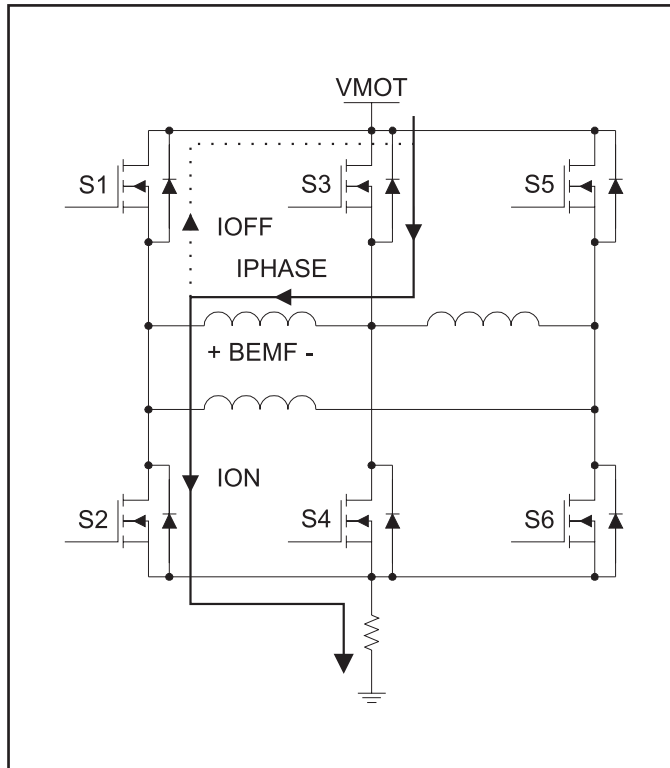 VMOT
S1
S3
S5
IOFF
IPHASE
+ BEMF -
ION
S2
S4
S6